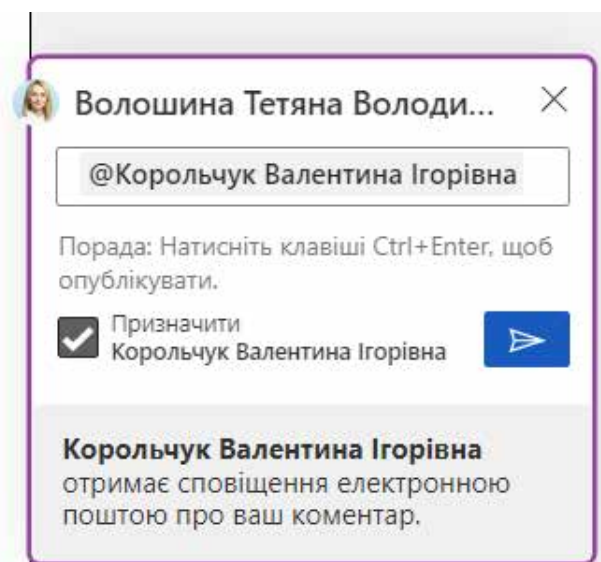 Волошина Тетяна Володи...
@Корольчук Валентина Ігорівна
Порада: Натисніть клавіші Ctrl+Enter, щоб
опублікувати.
Призначити
Корольчук Валентина Ігорівна
Корольчук Валентина Ігорівна
отримає сповіщення електронною
поштою про ваш коментар.